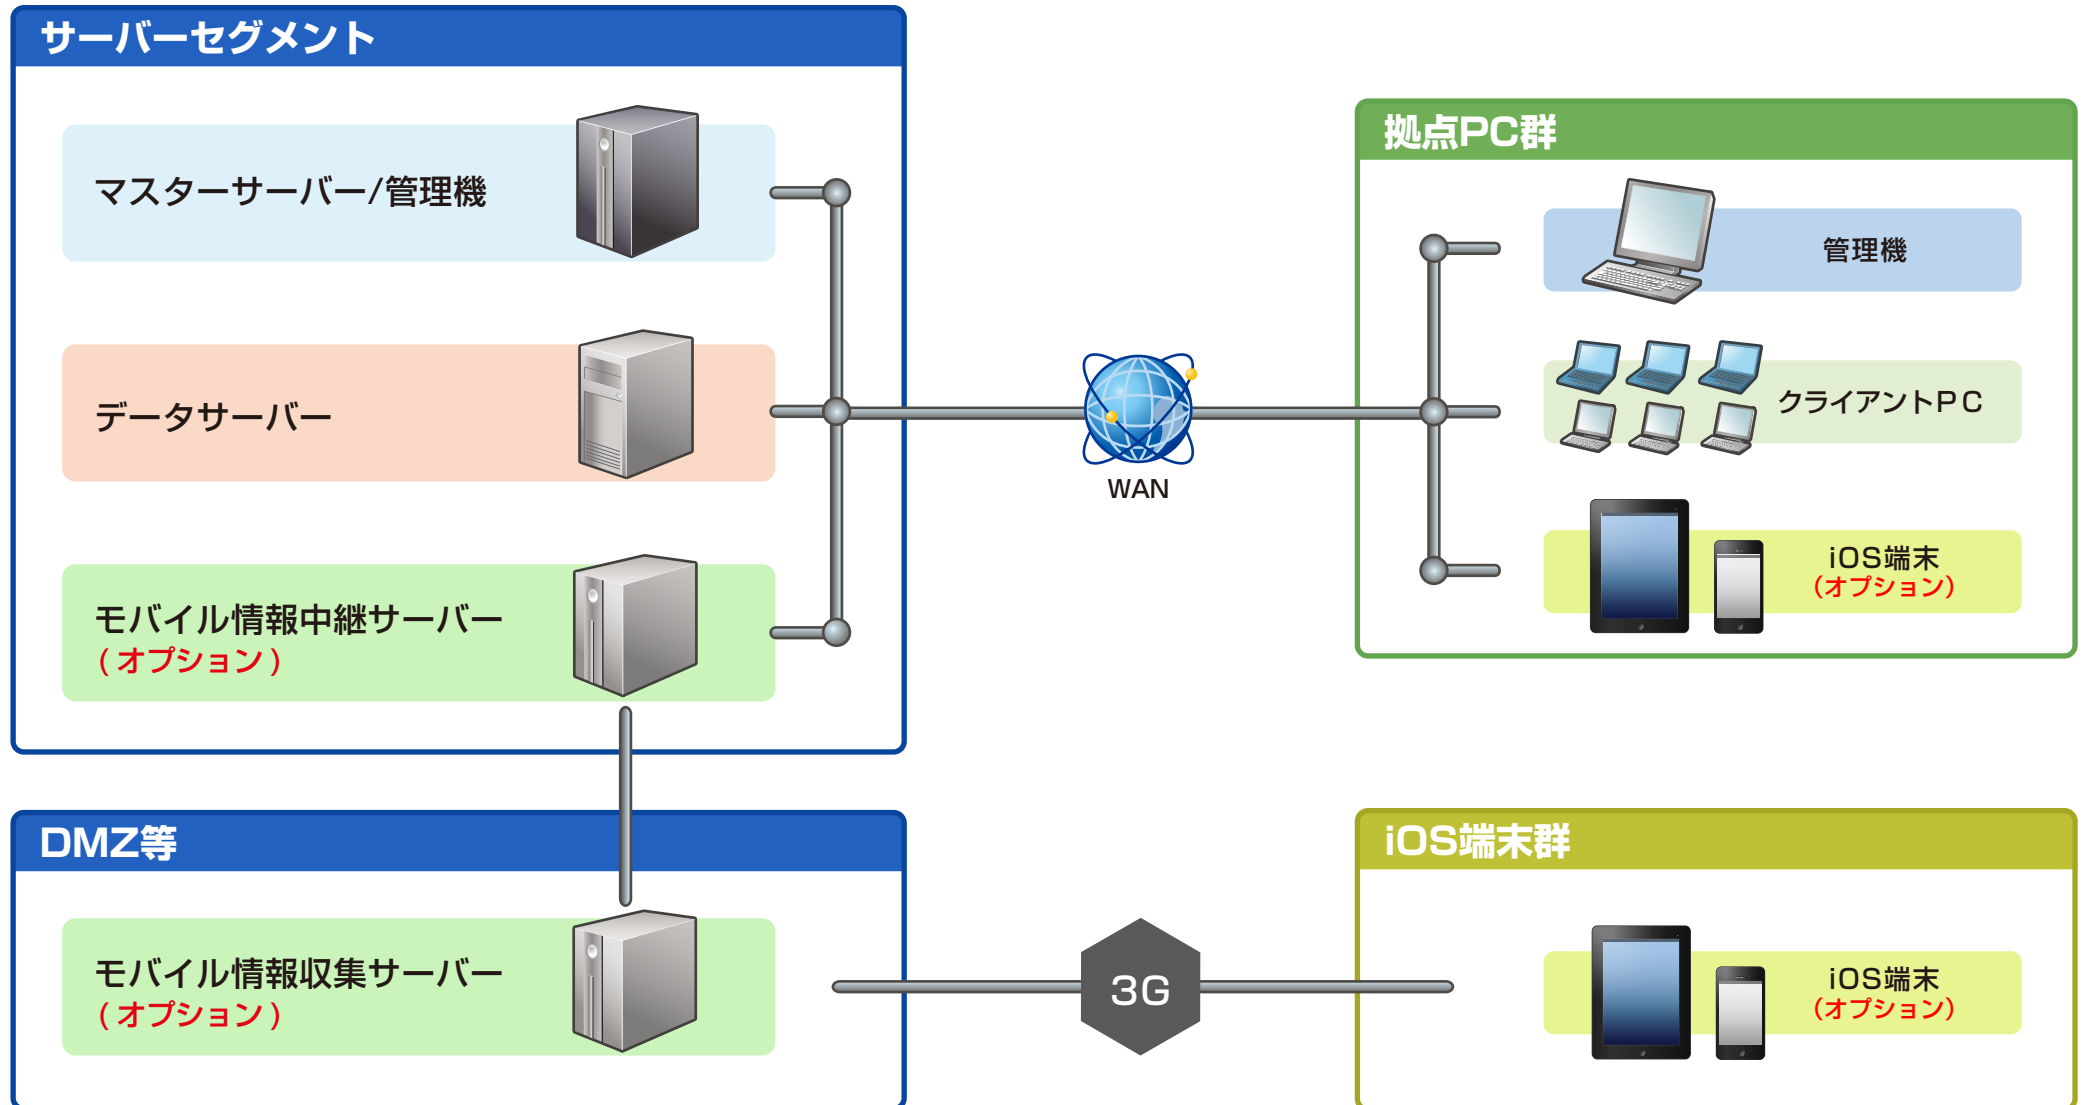 サーバーセグメント
マスターサーバー/管理機
データサーバー
モバイル情報中継サーバー
(オプション)
WAN
拠点PC群
管理機
クライアントPC
iOS端末
(オプション)
DMZ等
モバイル情報収集サーバー
(オプション)
3G
iOS端末群
iOS端末
(オプション)